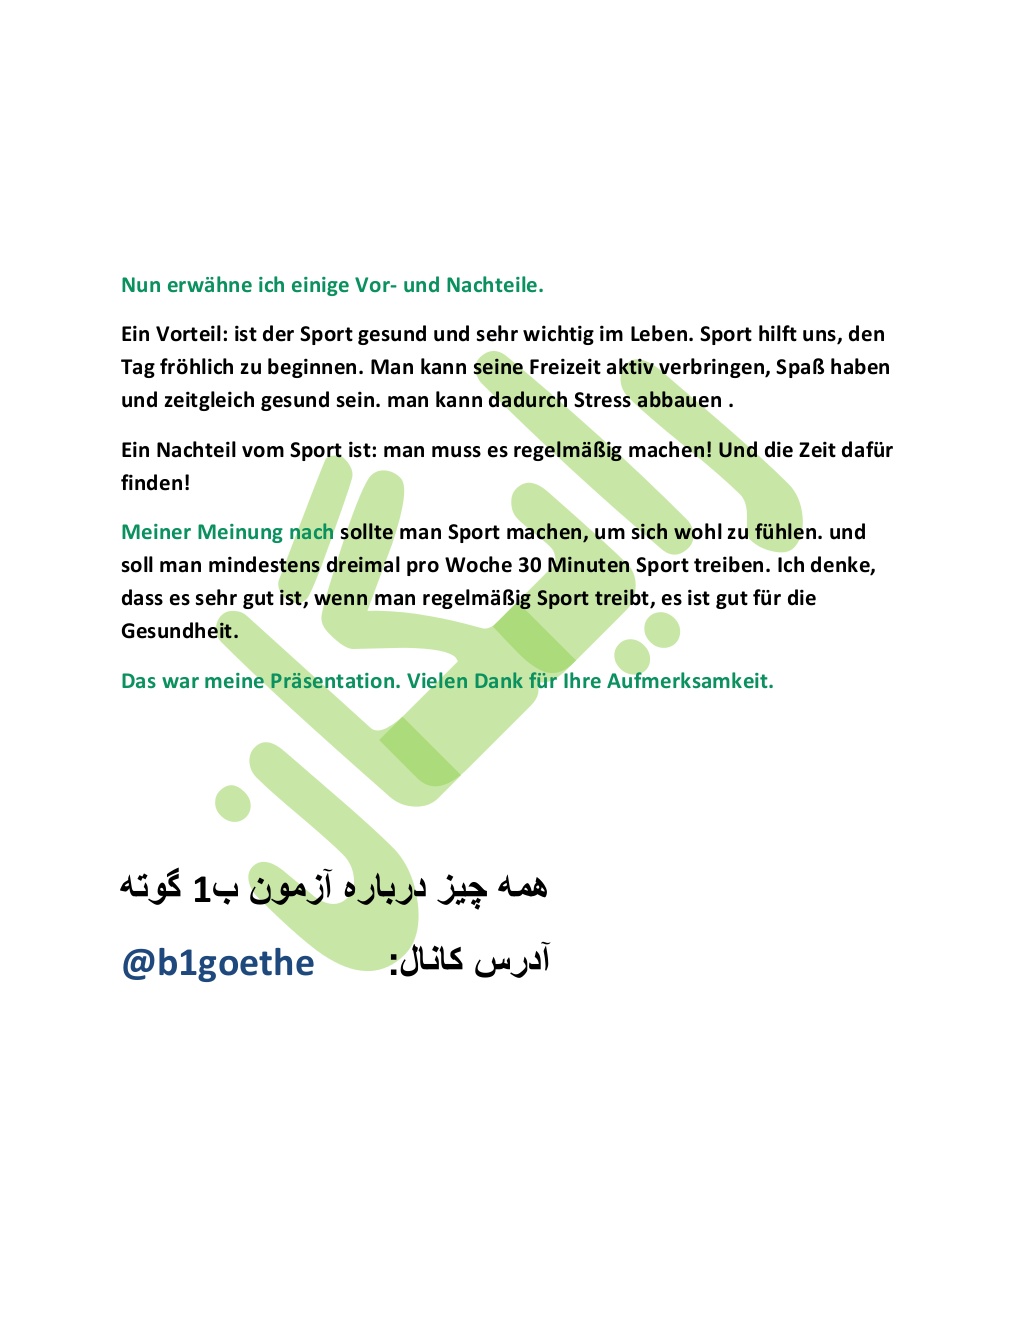 Nun erwähne ich einige Vor- und Nachteile.
Ein Vorteil: ist der Sport gesund und sehr wichtig im Leben. Sport hilft uns, den
Tag fröhlich zu beginnen. Man kann seine Freizeit aktiv verbringen, Spaß haben
und zeitgleich gesund sein. man kann dadurch Stress abbauen .
Ein Nachteil vom Sport ist: man muss es regelmäßig machen! Und die Zeit dafür
finden!
Meiner Meinung nach sollte man Sport machen, um sich wohl zu fühlen. und
soll man mindestens dreimal pro Woche 30 Minuten Sport treiben. Ich denke,
dass es sehr gut ist, wenn man regelmäßig Sport treibt, es ist gut für die
Gesundheit.
Das war meine Präsentation. Vielen Dank für Ihre Aufmerksamkeit.
رایگان
همه چیز درباره آزمون ب1 گوته
آدرس کانال: @b1goethe